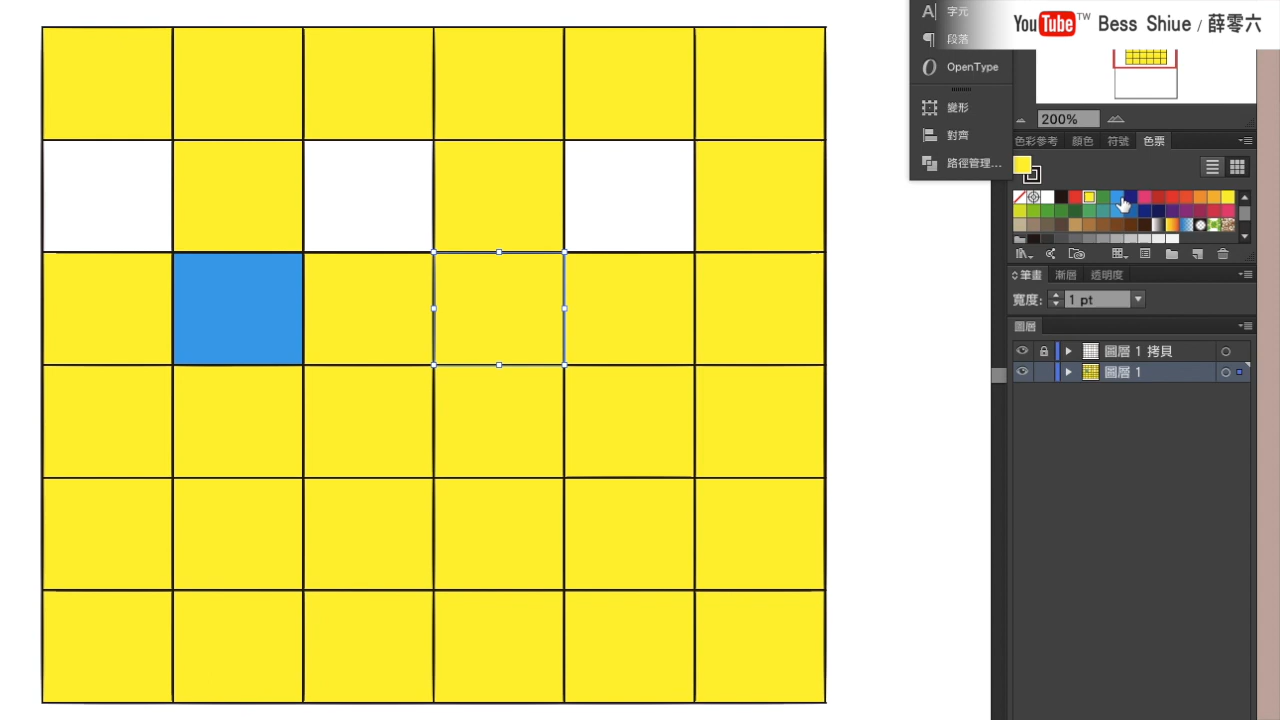 字元
段落
OpenType
變形
對齊
路徑管理...
YouTube TW Bess Shiue / 薛零六
200%
色彩參考 顏色 符號 色票
筆畫 漸層 透明度
寬度: 1 pt
圖層
圖層 1 拷貝
圖層 1